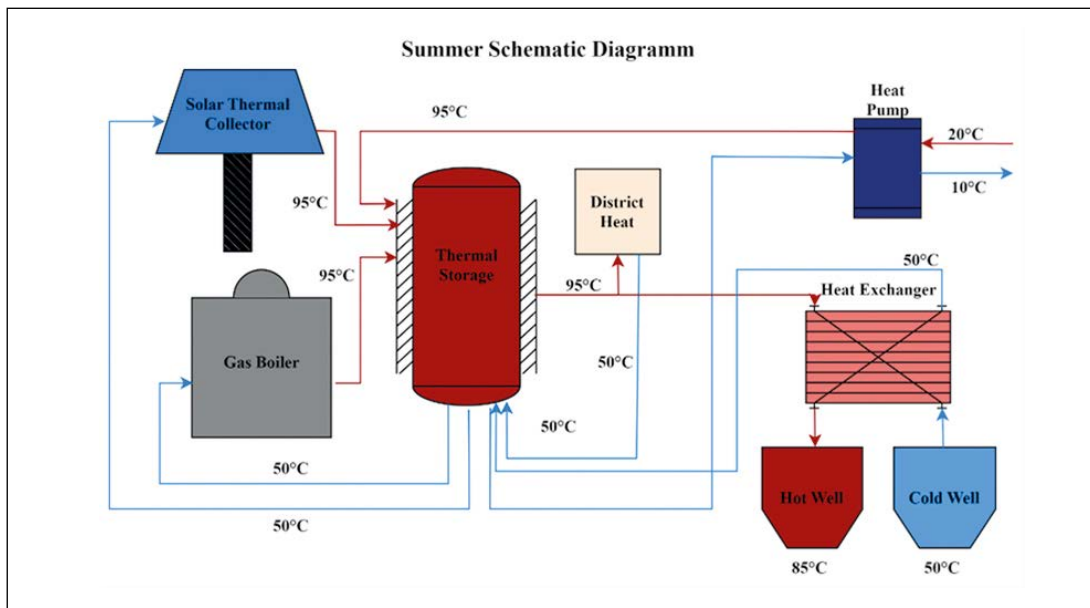 Summer Schematic Diagramm
Solar Thermal
Collector
95°C
Heat
Pump
20°C
10°C
95°C
District
Heat
Thermal
Storage
95°C
95°C
50°C
Heat Exchanger
Gas Boiler
50°C
50°C
50°C
50°C
Hot Well
Cold Well
85°C
50°C